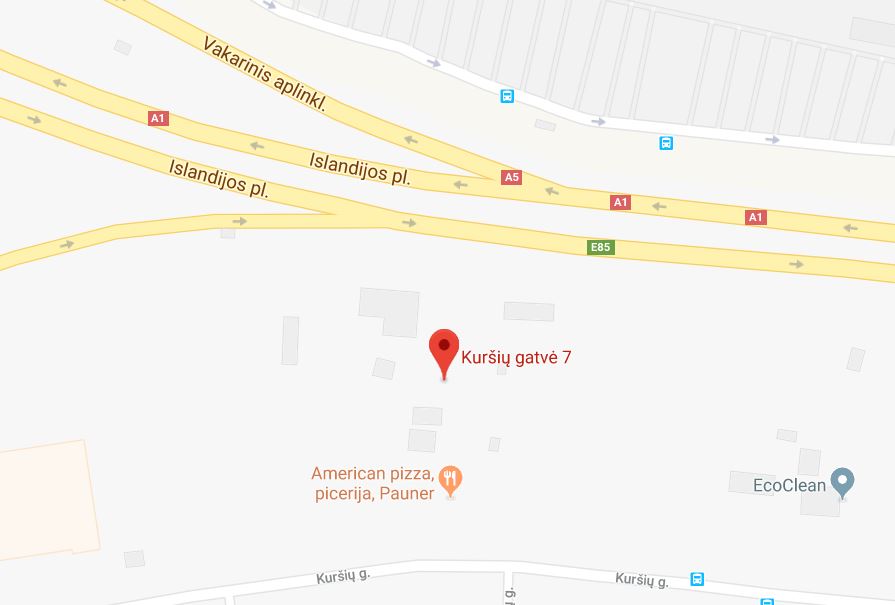 Vakarinis aplinkl.
A1
Islandijos pl.
Islandijos pl.
A5
A1
A1
E85
Kuršių gatvė 7
American pizza,
picerija, Pauner
EcoClean
Kuršių g.
Kuršių g.
g.